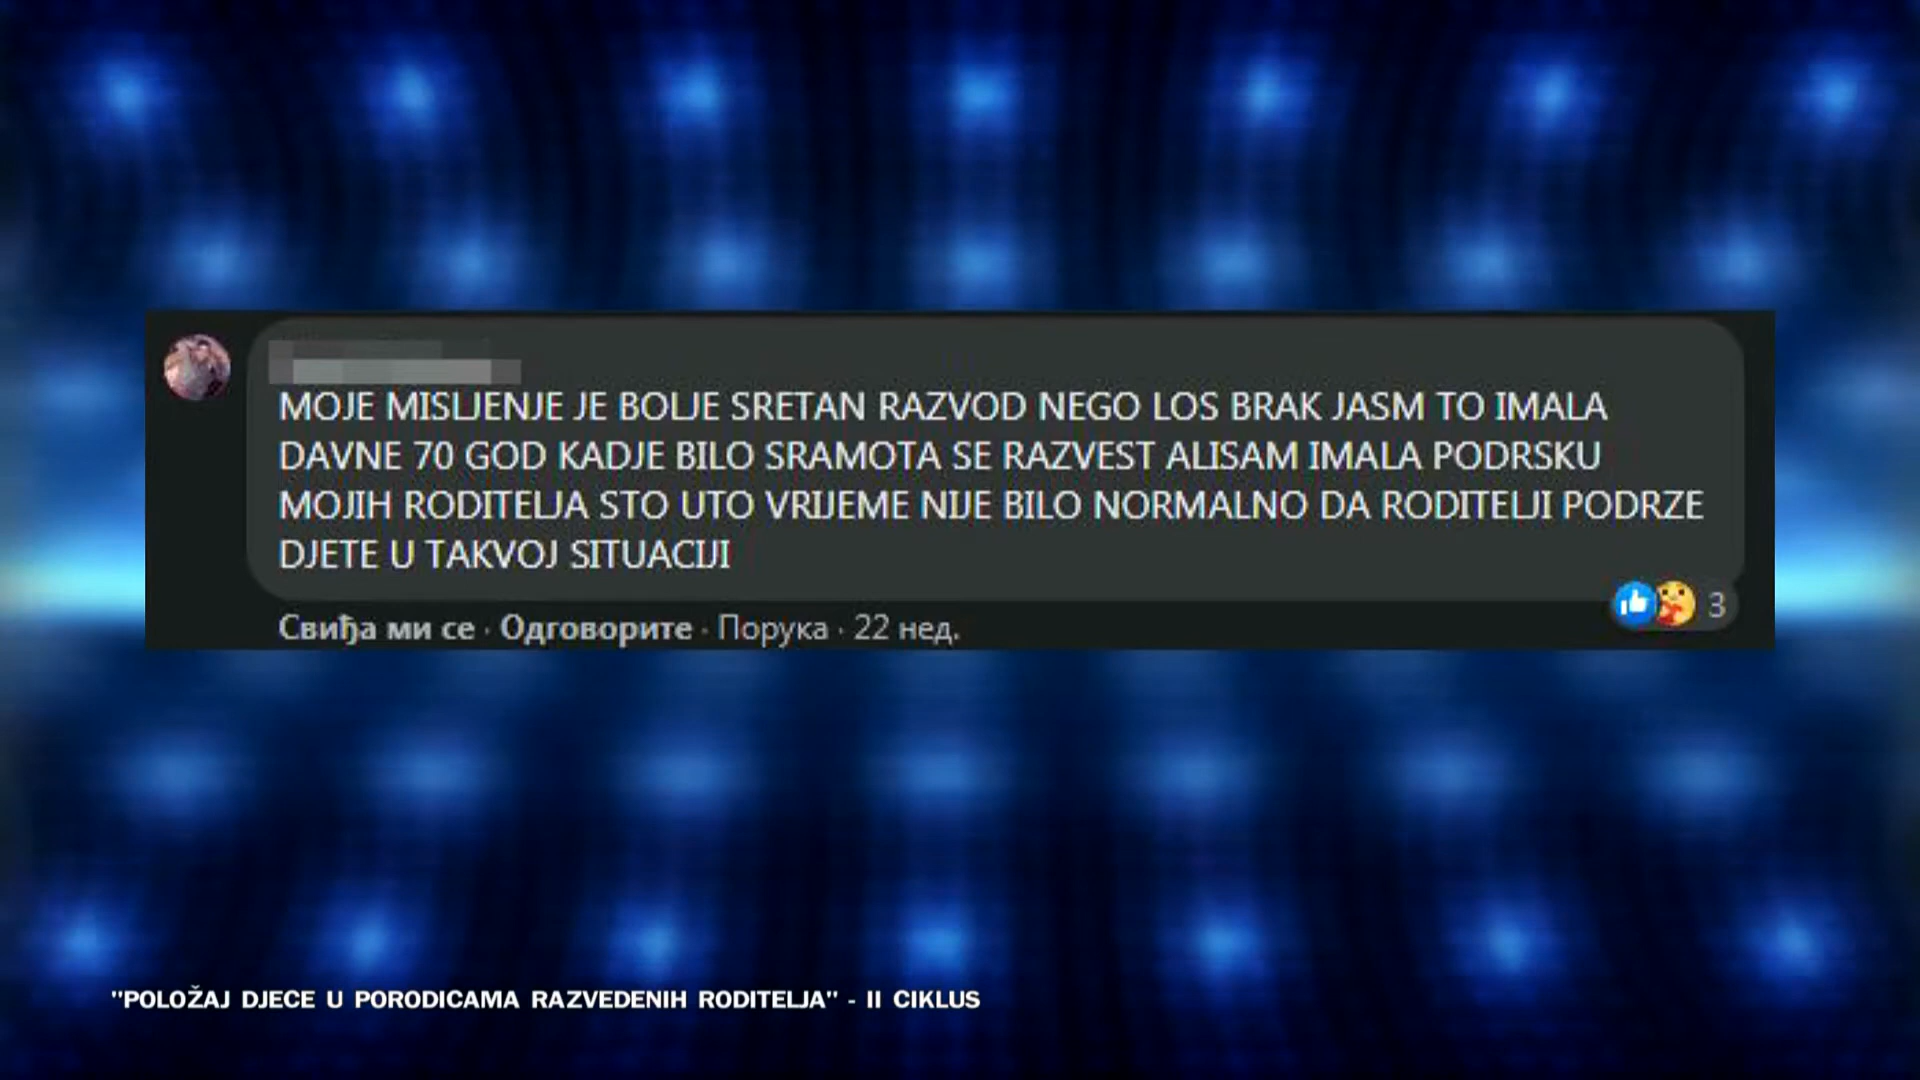 MOJE MISLJENJE JE BOLJE SRETAN RAZVOD NEGO LOS BRAK JASM TO IMALA
DAVNE 70 GOD KADJE BILO SRAMOTA SE RAZVEST ALISAM IMALA PODRSKU
MOJIH RODITELJA STO UTO VRIJEME NIJE BILO NORMALNO DA RODITELJI PODRZE
DJETE U TAKVOJ SITUACIJI
3
Свиђа ми се · Одговорите · Порука · 22 нед.
"POLOŽAJ DJECE U PORODICAMA RAZVEDENIH RODITELJA" - II CIKLUS